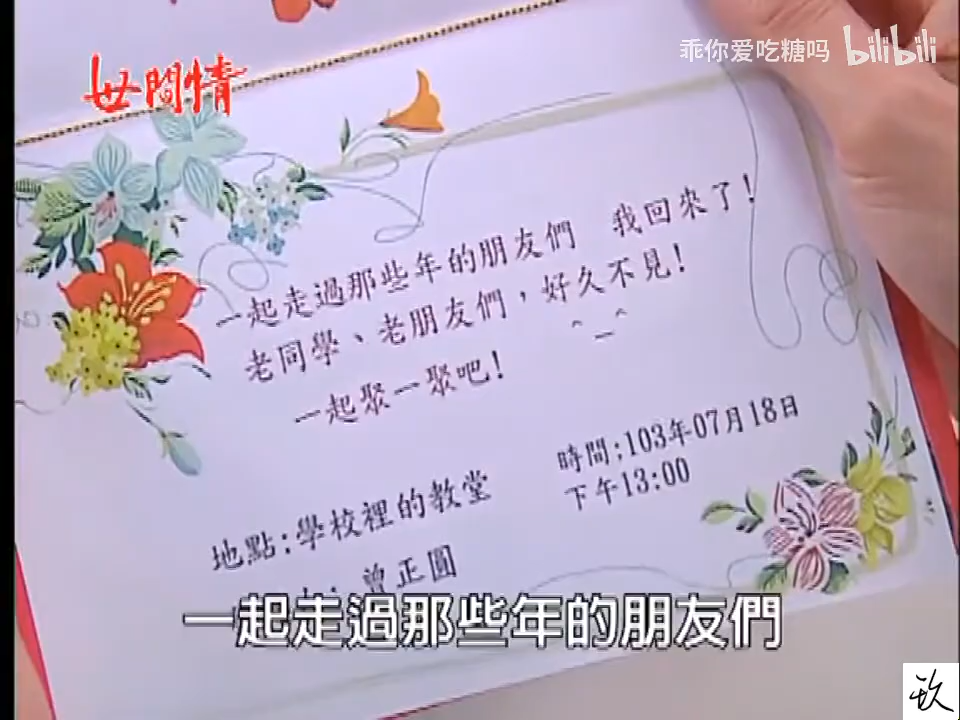 乖你爱吃糖吗 bilibili
世間情
一起走過那些年的朋友們 我回來了!
老同學、老朋友們，好久不見!
一起聚一聚吧! ^_^
時間:103年07月18日
下午13:00
地點:學校裡的教堂
曾正圓
一起走過那些年的朋友們